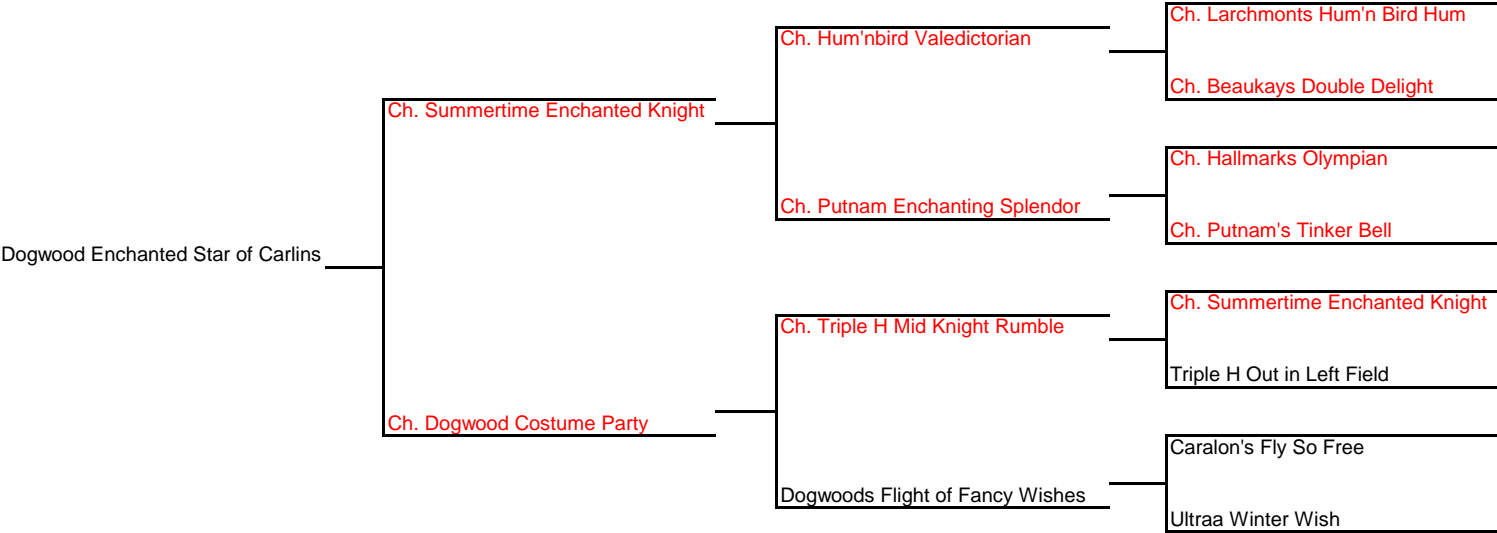 Ch. Larchmonts Hum'n Bird Hum
Ch. Hum'nbird Valedictorian
Ch. Beaukays Double Delight
Ch. Summertime Enchanted Knight
Ch. Hallmarks Olympian
Ch. Putnam Enchanting Splendor
Ch. Putnam's Tinker Bell
Dogwood Enchanted Star of Carlins
Ch. Summertime Enchanted Knight
Ch. Triple H Mid Knight Rumble
Triple H Out in Left Field
Ch. Dogwood Costume Party
Caralon's Fly So Free
Dogwoods Flight of Fancy Wishes
Ultraa Winter Wish